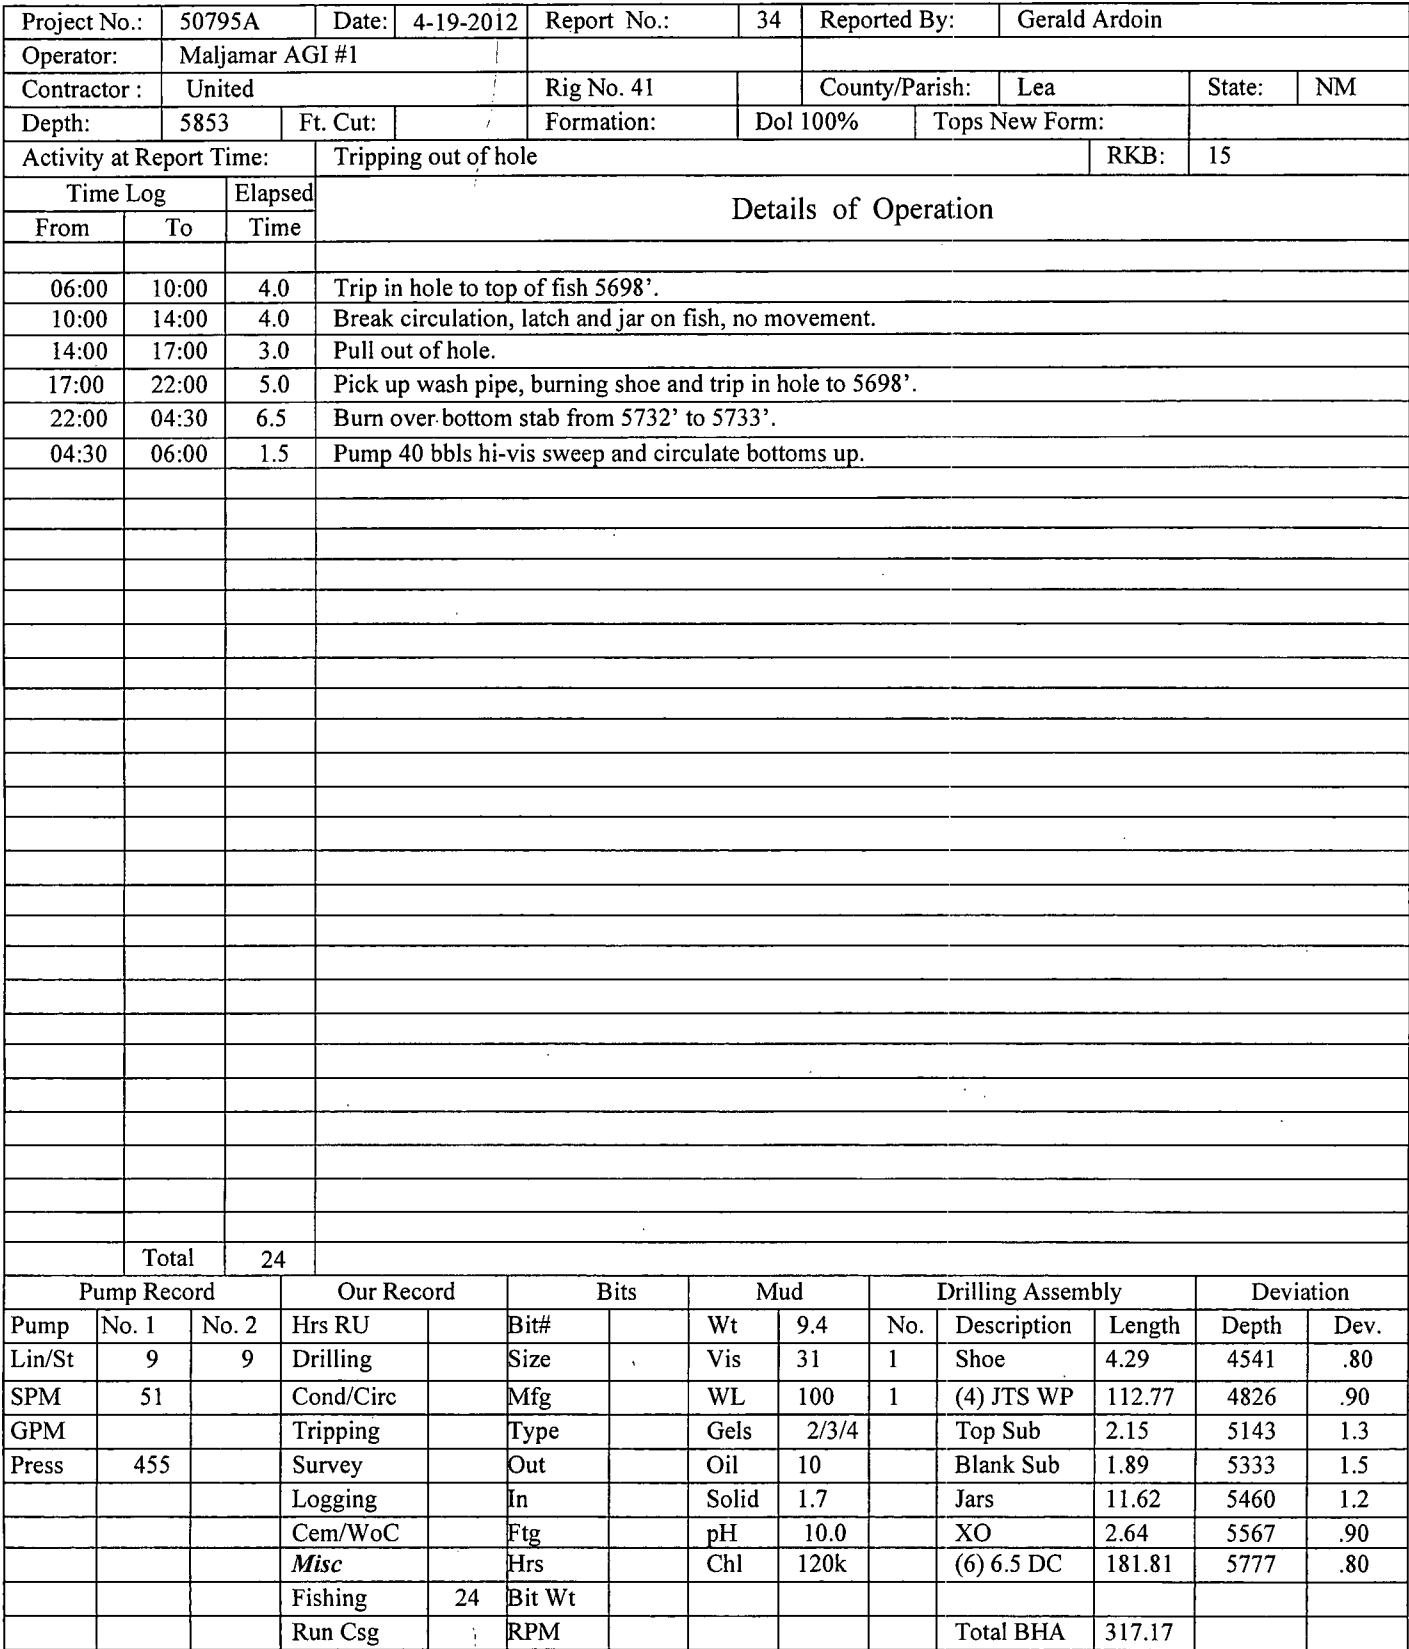 Project No.: 50795A Date: 4-19-2012 Report No.: 34 Reported By: Gerald Ardoin
Operator: Maljamar AGI #1
Contractor : United Rig No. 41 County/Parish: Lea State: NM
Depth: 5853 Ft. Cut: Formation: Dol 100% Tops New Form:
Activity at Report Time: Tripping out of hole RKB: 15
Time Log Elapsed Details of Operation
From To Time
06:00 10:00 4.0 Trip in hole to top of fish 5698’.
10:00 14:00 4.0 Break circulation, latch and jar on fish, no movement.
14:00 17:00 3.0 Pull out of hole.
17:00 22:00 5.0 Pick up wash pipe, burning shoe and trip in hole to 5698’.
22:00 04:30 6.5 Burn over bottom stab from 5732’ to 5733’.
04:30 06:00 1.5 Pump 40 bbls hi-vis sweep and circulate bottoms up.
Total 24
Pump Record Our Record Bits Mud Drilling Assembly Deviation
Pump No. 1 No. 2 Hrs RU Bit# Wt 9.4 No. Description Length Depth Dev.
Lin/St 9 9 Drilling Size Vis 31 1 Shoe 4.29 4541 .80
SPM 51 Cond/Circ Mfg WL 100 1 (4) JTS WP 112.77 4826 .90
GPM Tripping Type Gels 2/3/4 Top Sub 2.15 5143 1.3
Press 455 Survey Out Oil 10 Blank Sub 1.89 5333 1.5
Logging In Solid 1.7 Jars 11.62 5460 1.2
Cem/WoC Ftg pH 10.0 XO 2.64 5567 .90
Misc Hrs Chl 120k (6) 6.5 DC 181.81 5777 .80
Fishing 24 Bit Wt
Run Csg RPM Total BHA 317.17